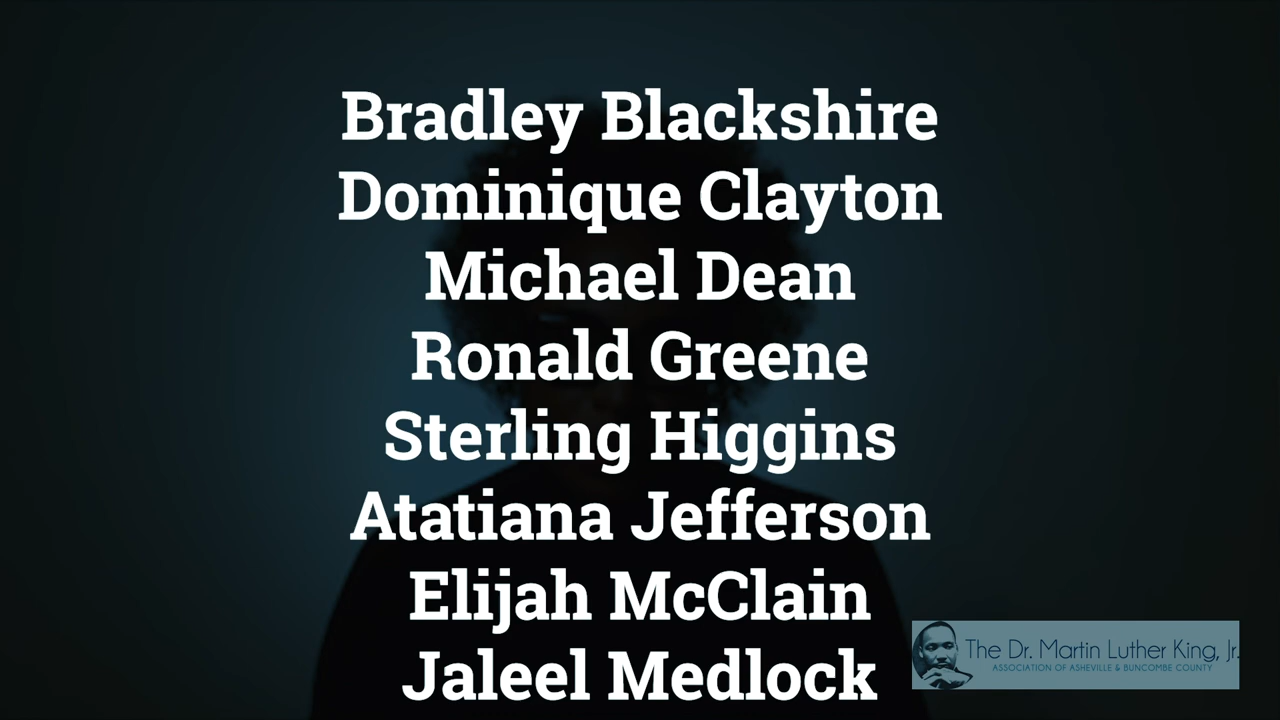 Bradley Blackshire
Dominique Clayton
Michael Dean
Ronald Greene
Sterling Higgins
Atatiana Jefferson
Elijah McClain
Jaleel Medlock
The Dr. Martin Luther King, Jr.
ASSOCIATION OF ASHEVILLE & BUNCOMBE COUNTY